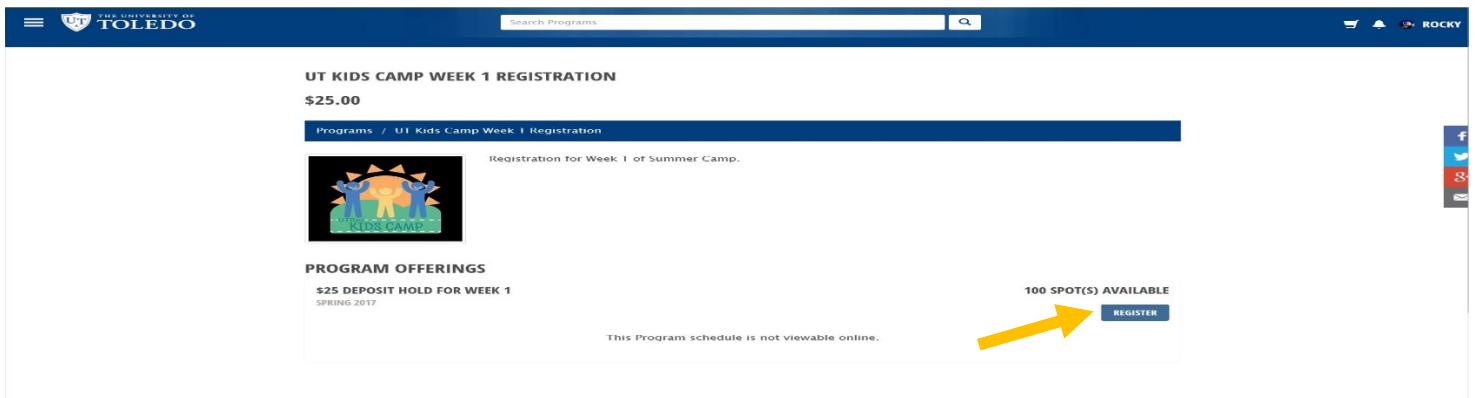 THE UNIVERSITY OF
UT TOLEDO
Search Programs
ROCKY
UT KIDS CAMP WEEK 1 REGISTRATION
$25.00
Programs / UT Kids Camp Week 1 Registration
Registration for Week 1 of Summer Camp.
KIDS CAMP
PROGRAM OFFERINGS
$25 DEPOSIT HOLD FOR WEEK 1
100 SPOT(S) AVAILABLE
SPRING 2017
REGISTER
This Program schedule is not viewable online.